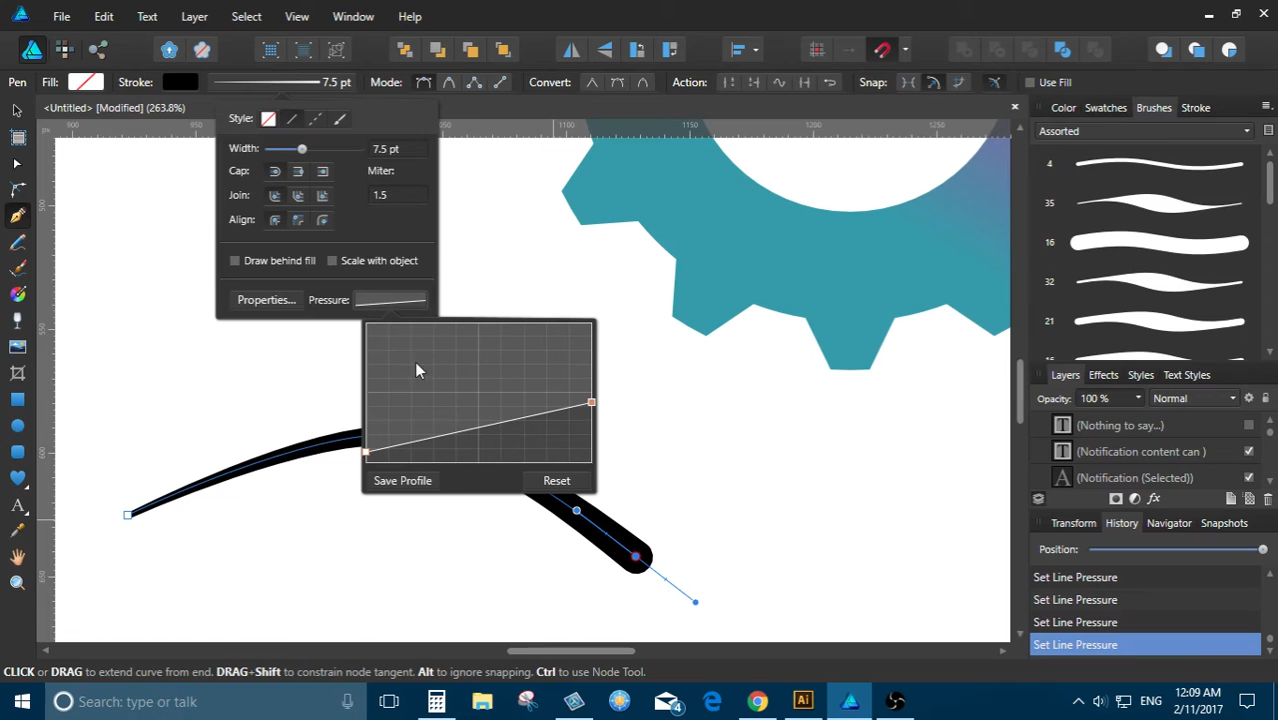 File Edit Text Layer Select View Window Help
Pen Fill: Stroke: 7.5 pt Mode: Convert: Action: Snap: Use Fill
<Untitled> [Modified] (263.8%)
Color Swatches Brushes Stroke
px 900 1100 1150 1200 1250
Style:
Assorted
Width: 7.5 pt
Cap: Miter:
Join: 1.5
Align:
Draw behind fill Scale with object
Properties... Pressure:
4
35
16
32
21
16
Save Profile Reset
Layers Effects Styles Text Styles
Opacity: 100 % Normal
(Nothing to say...)
(Notification content can )
(Notification (Selected))
Transform History Navigator Snapshots
Position:
Set Line Pressure
Set Line Pressure
Set Line Pressure
Set Line Pressure
CLICK or DRAG to extend curve from end. DRAG+Shift to constrain node tangent. Alt to ignore snapping. Ctrl to use Node Tool.
Search: type or talk
4
Ai
ENG
12:09 AM
2/11/2017